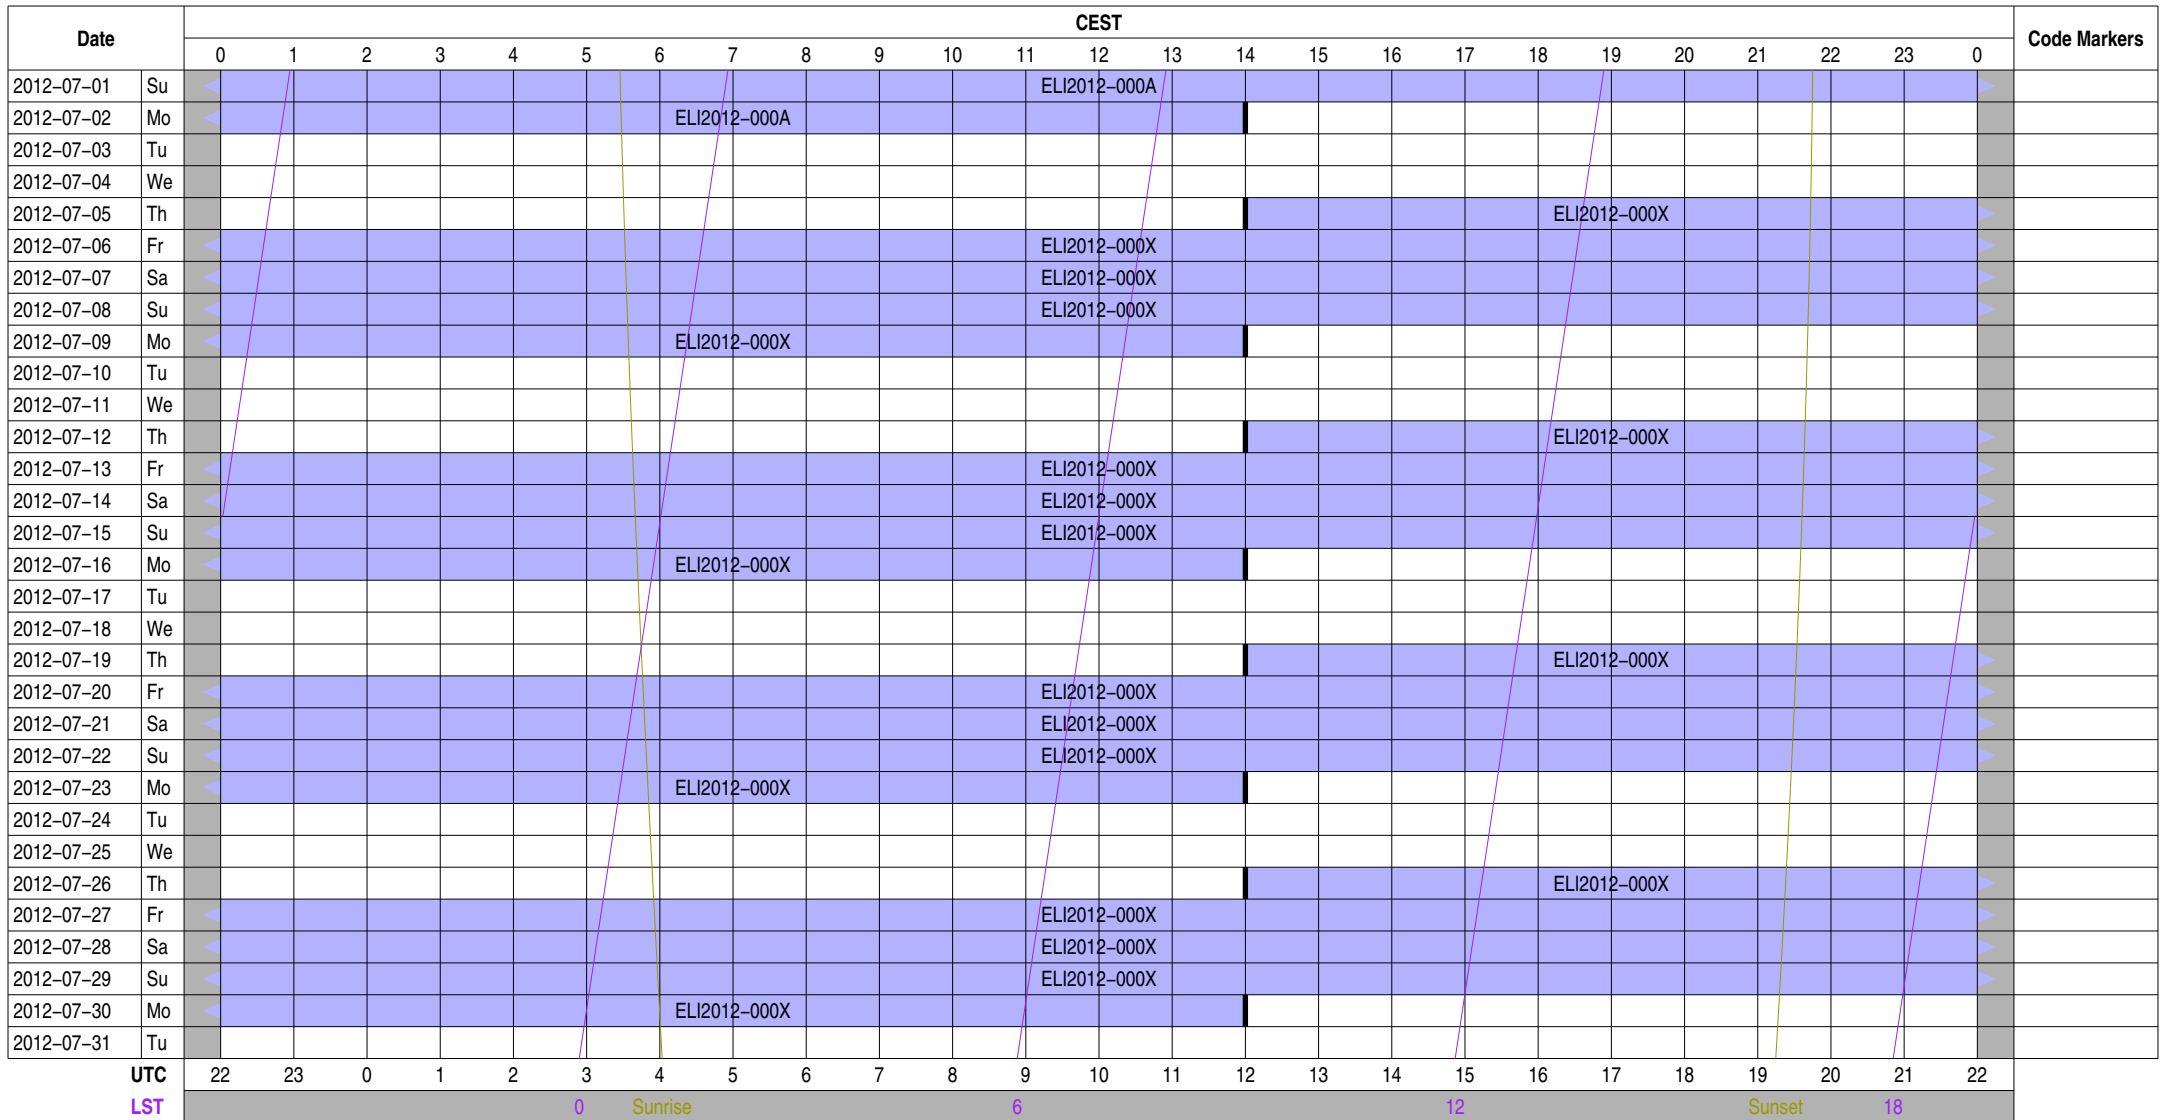 CEST
Date
Code Markers
0 1 2 3 4 5 6 7 8 9 10 11 12 13 14 15 16 17 18 19 20 21 22 23 0
2012–07–01 Su ELI2012–000A
2012–07–02 Mo ELI2012–000A
2012–07–03 Tu
2012–07–04 We
2012–07–05 Th ELI2012–000X
2012–07–06 Fr ELI2012–000X
2012–07–07 Sa ELI2012–000X
2012–07–08 Su ELI2012–000X
2012–07–09 Mo ELI2012–000X
2012–07–10 Tu
2012–07–11 We
2012–07–12 Th ELI2012–000X
2012–07–13 Fr ELI2012–000X
2012–07–14 Sa ELI2012–000X
2012–07–15 Su ELI2012–000X
2012–07–16 Mo ELI2012–000X
2012–07–17 Tu
2012–07–18 We
2012–07–19 Th ELI2012–000X
2012–07–20 Fr ELI2012–000X
2012–07–21 Sa ELI2012–000X
2012–07–22 Su ELI2012–000X
2012–07–23 Mo ELI2012–000X
2012–07–24 Tu
2012–07–25 We
2012–07–26 Th ELI2012–000X
2012–07–27 Fr ELI2012–000X
2012–07–28 Sa ELI2012–000X
2012–07–29 Su ELI2012–000X
2012–07–30 Mo ELI2012–000X
2012–07–31 Tu
UTC 22 23 0 1 2 3 4 5 6 7 8 9 10 11 12 13 14 15 16 17 18 19 20 21 22
LST 0 Sunrise 6 12 Sunset 18